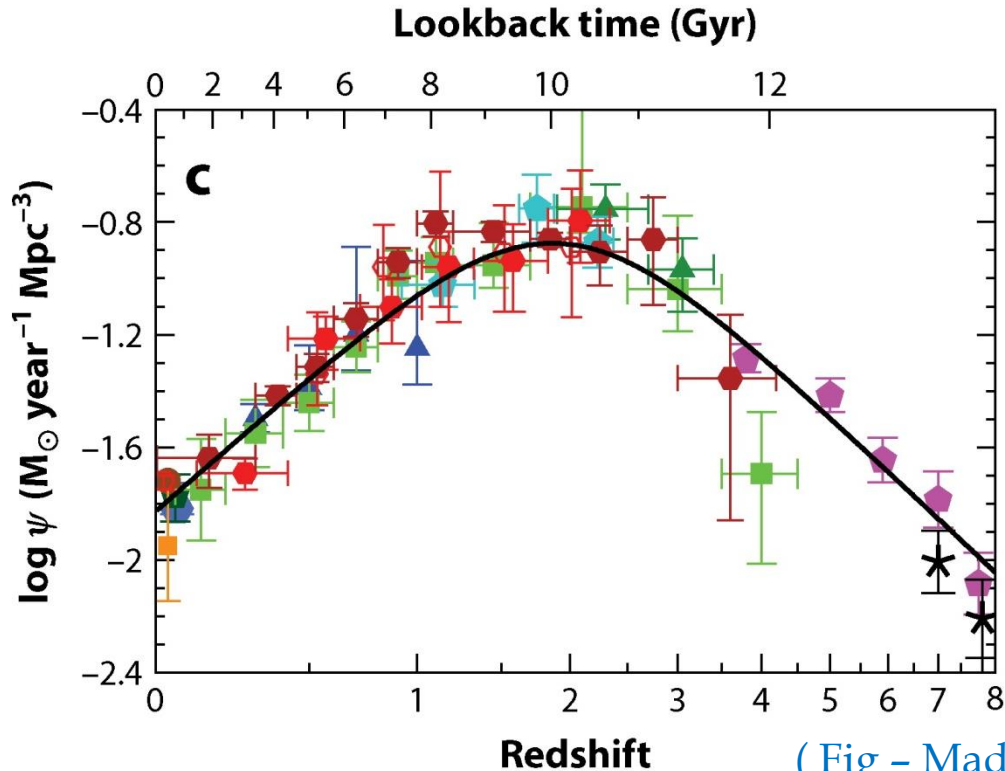 Lookback time (Gyr)
0 2 4 6 8 10 12
−0.4
C
−0.8
−1.2
−1.6
−2
−2.4
log ψ (M⊙ year−1 Mpc−3)
0 1 2 3 4 5 6 7 8
Redshift
( Fig – Mad